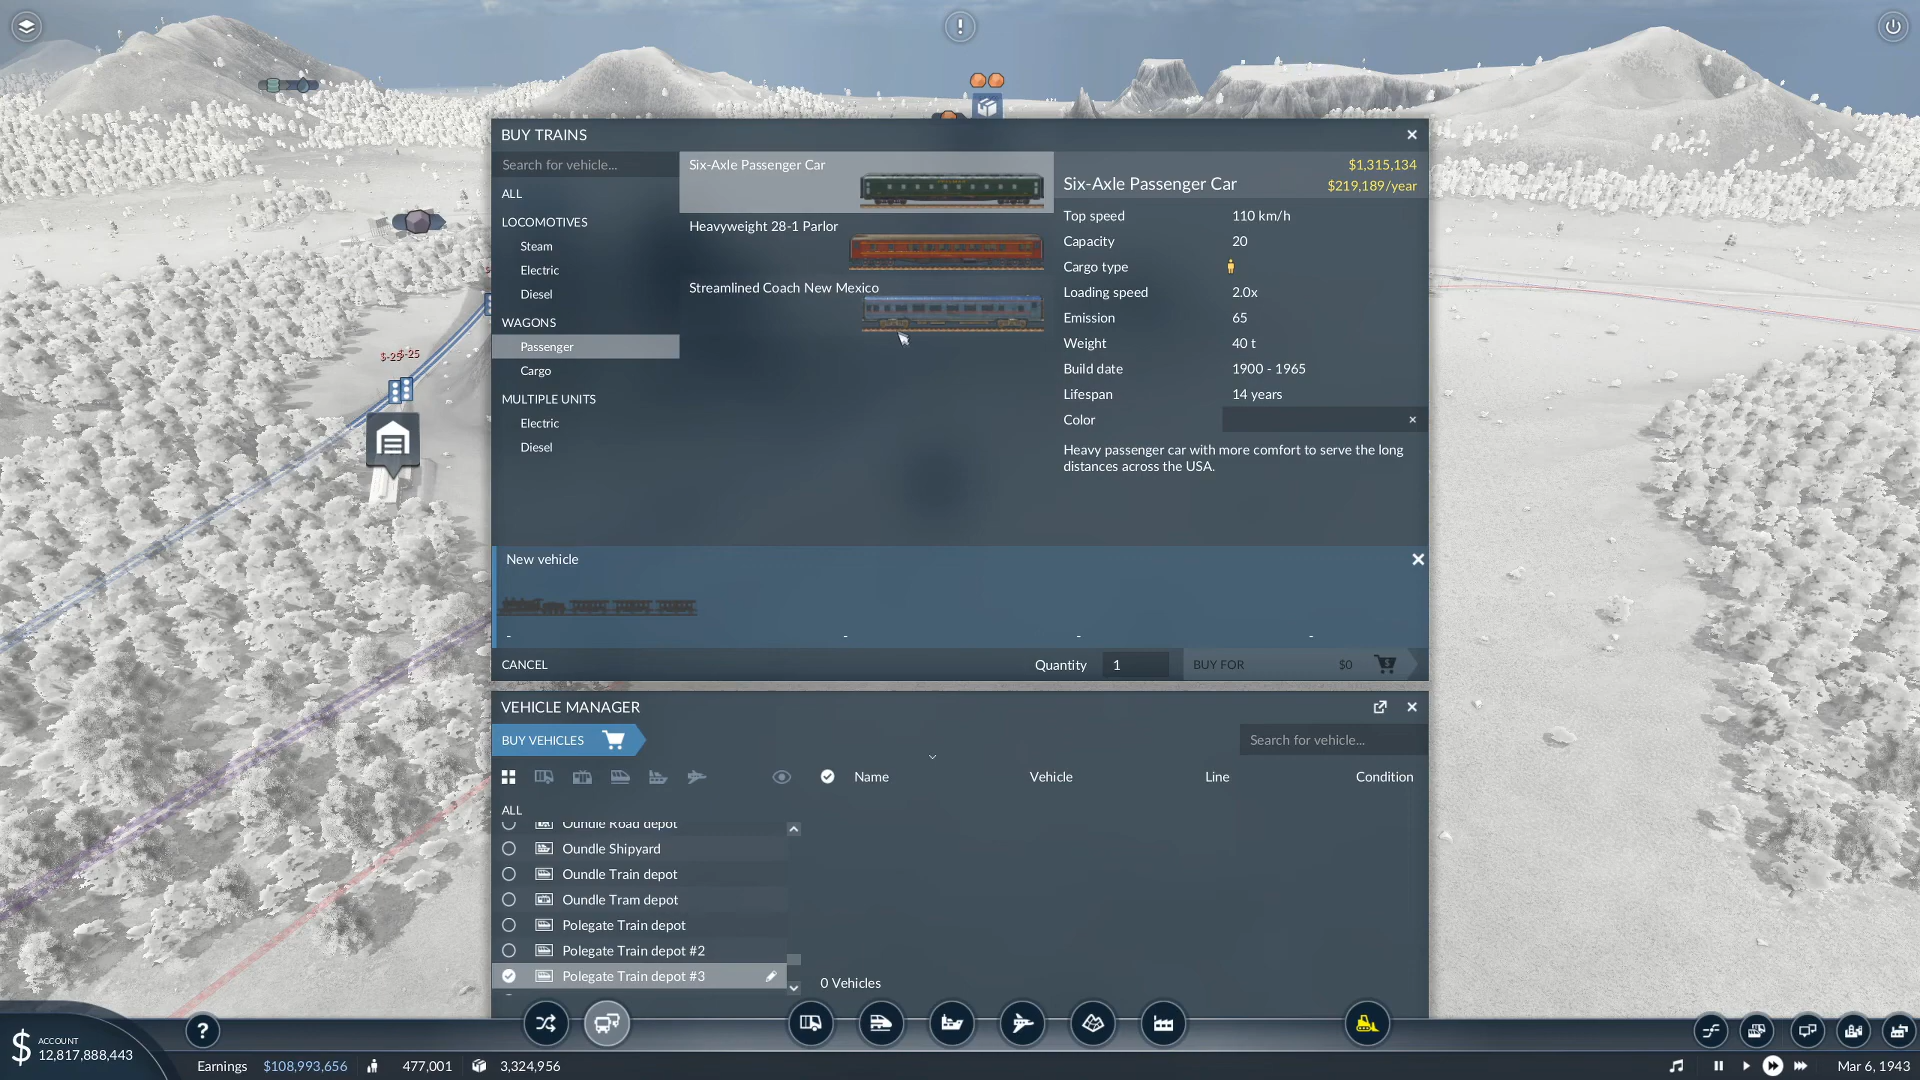 BUY TRAINS
Search for vehicle...
ALL
LOCOMOTIVES
Steam
Electric
Diesel
WAGONS
Passenger
Cargo
MULTIPLE UNITS
Electric
Diesel
Six-Axle Passenger Car
Heavyweight 28-1 Parlor
Streamlined Coach New Mexico
$1,315,134
Six-Axle Passenger Car
$219,189/year
Top speed 110 km/h
Capacity 20
Cargo type
Loading speed 2.0x
Emission 65
Weight 40 t
Build date 1900 - 1965
Lifespan 14 years
Color
Heavy passenger car with more comfort to serve the long
distances across the USA.
New vehicle
- - - -
CANCEL
Quantity 1
BUY FOR $0
VEHICLE MANAGER
BUY VEHICLES
Search for vehicle...
Name Vehicle Line Condition
ALL
Oundle Road depot
Oundle Shipyard
Oundle Train depot
Oundle Tram depot
Polegate Train depot
Polegate Train depot #2
Polegate Train depot #3
0 Vehicles
?
$ ACCOUNT
12,817,888,443
Earnings $108,993,656 477,001 3,324,956
Mar 6, 1943